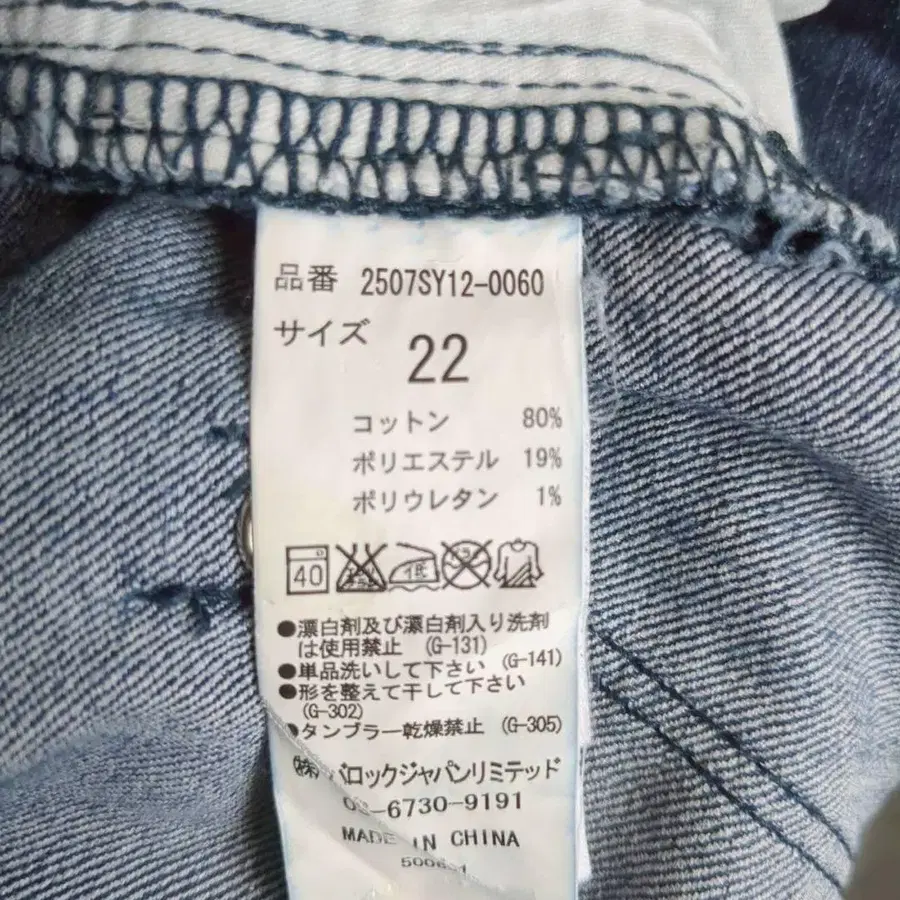 品番 2507SY12-0060
サイズ 22
コットン 80%
ポリエステル 19%
ポリウレタン 1%
40 低
●漂白剤及び漂白剤入り洗剤
は使用禁止 (G-131)
●単品洗いして下さい (G-141)
●形を整えて干して下さい
(G-302)
●タンブラー乾燥禁止 (G-305)
㈱バロックジャパンリミテッド
03-6730-9191
MADE IN CHINA